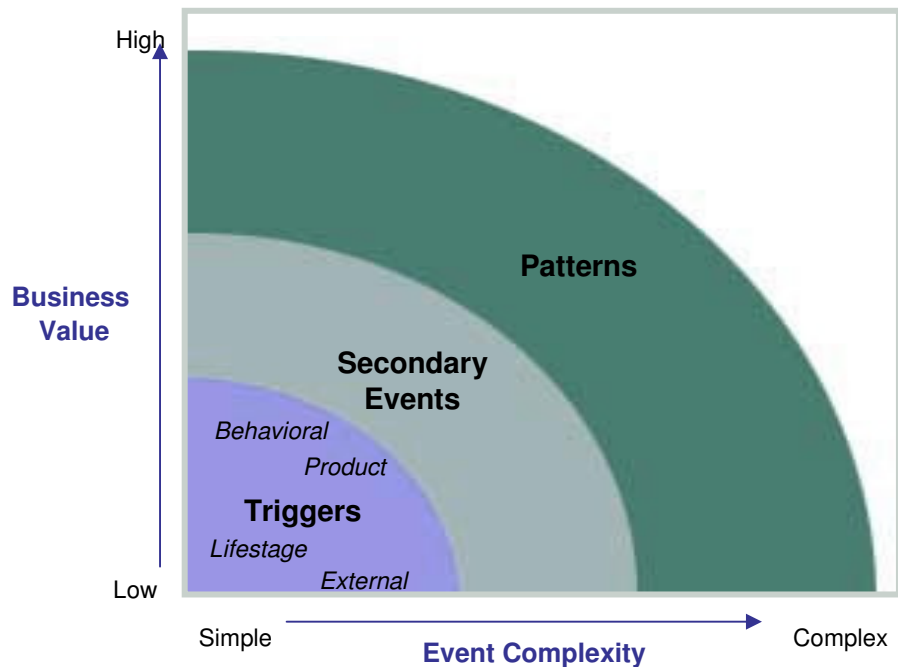 High
Patterns
Business
Value
Secondary
Events
Behavioral
Product
Triggers
Lifestage
External
Low
Simple
Complex
Event Complexity